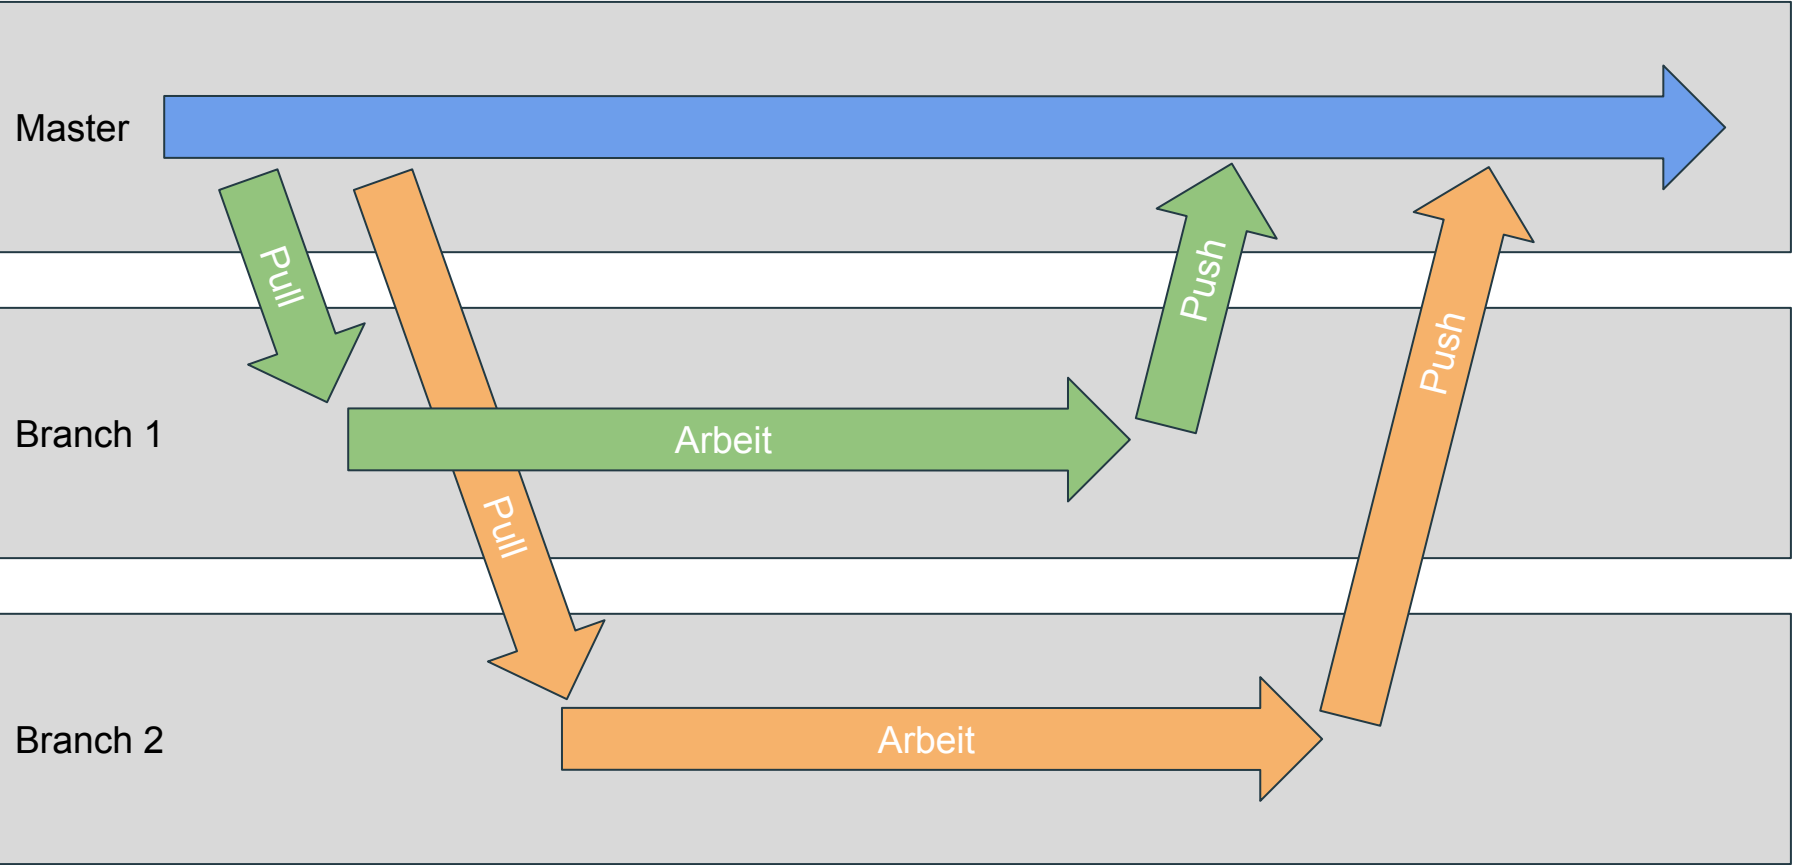 Master
Pull
Push
Push
Branch 1
Arbeit
Pull
Branch 2
Arbeit